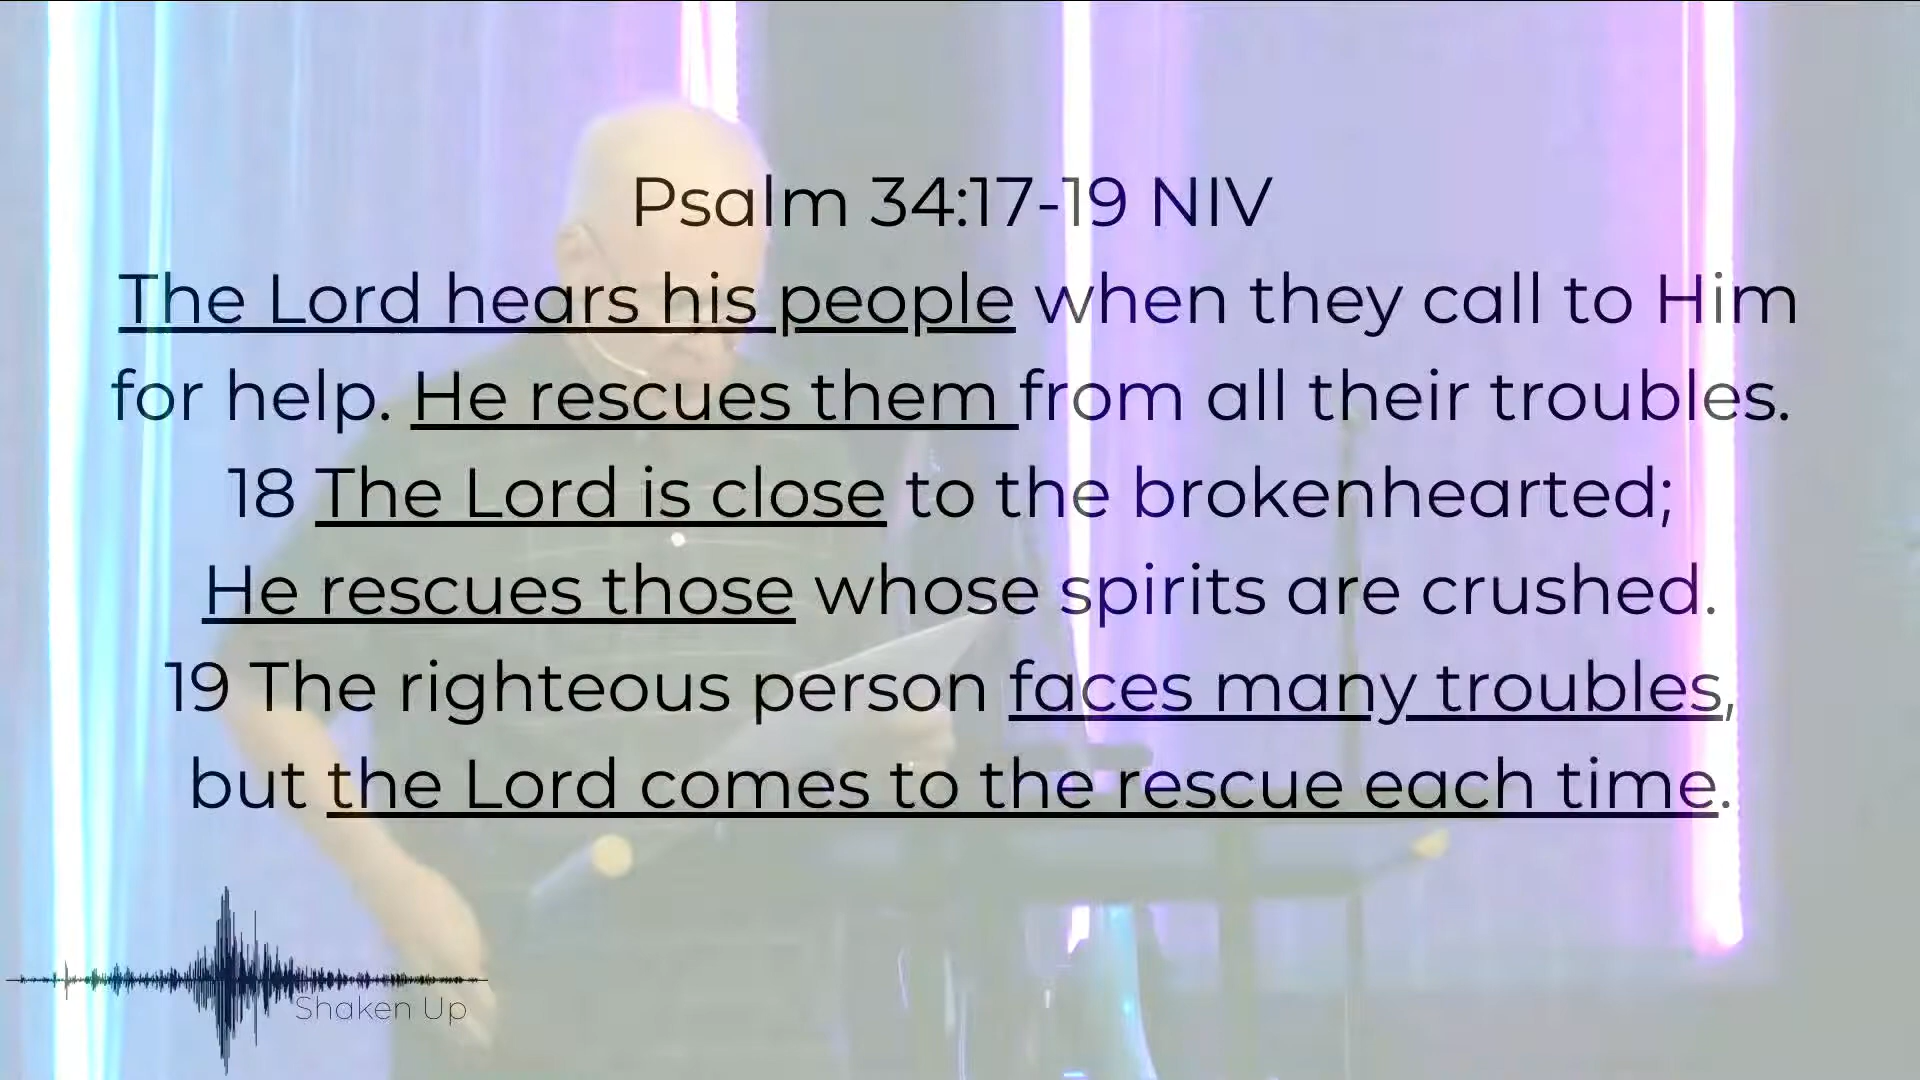 Psalm 34:17-19 NIV
The Lord hears his people when they call to Him
for help. He rescues them from all their troubles.
18 The Lord is close to the brokenhearted;
He rescues those whose spirits are crushed.
19 The righteous person faces many troubles,
but the Lord comes to the rescue each time.
Shaken Up